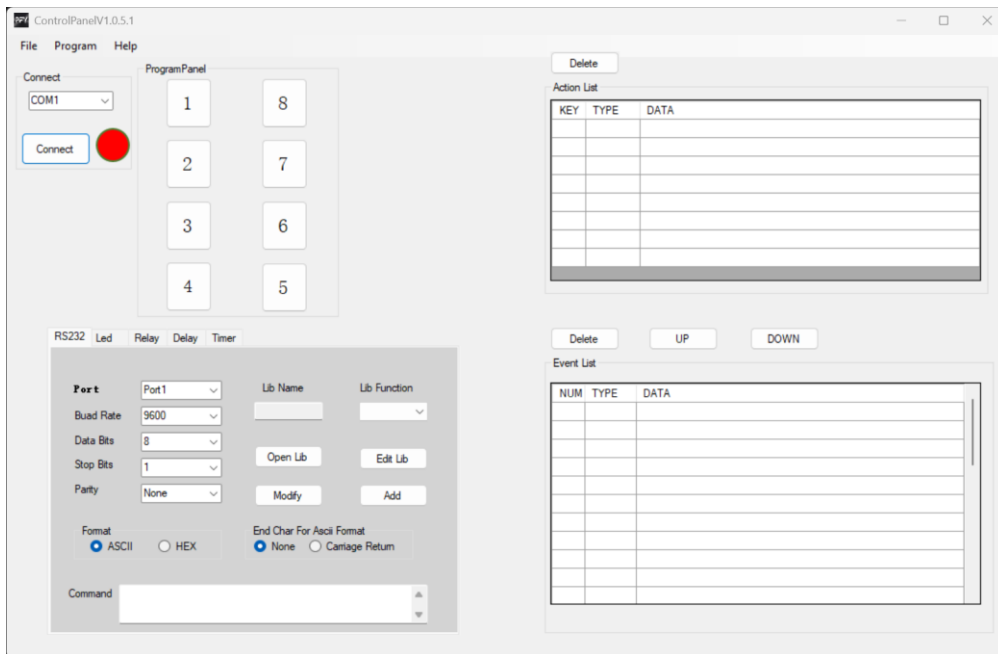 ControlPanelV1.0.5.1
File Program Help
Connect
COM1
Connect
ProgramPanel
1 8
2 7
3 6
4 5
Delete
Action List
KEY TYPE DATA
RS232 Led Relay Delay Timer
Port Port1
Buad Rate 9600
Data Bits 8
Stop Bits 1
Parity None
Lib Name Lib Function
Open Lib Edit Lib
Modify Add
Format
ASCII HEX
End Char For Ascii Format
None Carriage Return
Command
Delete UP DOWN
Event List
NUM TYPE DATA